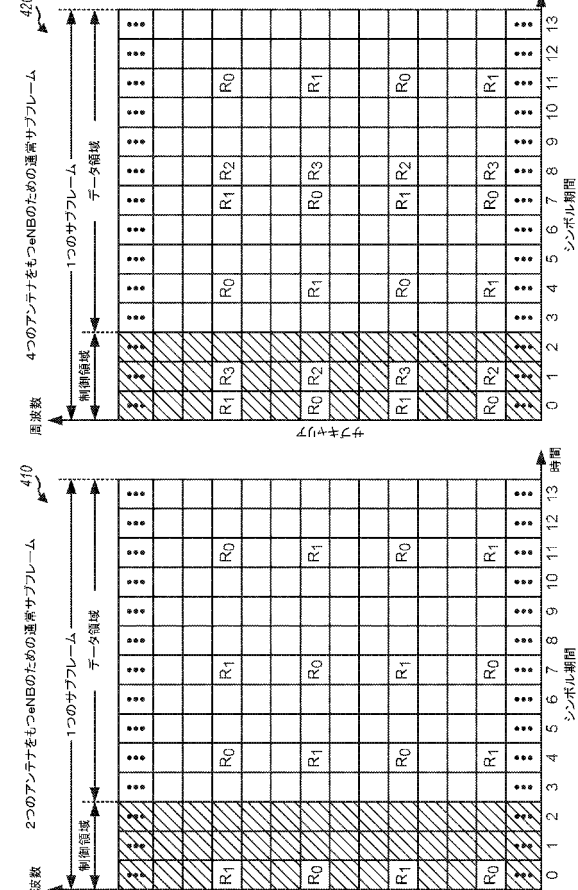 410
2つのアンテナをもつeNBのための通常サブフレーム
波数
1つのサブフレーム
制御領域
データ領域
R1 R0 R1 R0
R0 R1 R0 R1
R1 R0 R1 R0
R0 R1 R0 R1
0 1 2 3 4 5 6 7 8 9 10 11 12 13
時間
シンボル期間
420
4つのアンテナをもつeNBのための通常サブフレーム
周波数
1つのサブフレーム
制御領域
データ領域
サブキャリア
R1 R3 R0 R1 R2 R0
R0 R2 R1 R0 R3 R1
R1 R3 R0 R1 R2 R0
R0 R2 R1 R0 R3 R1
0 1 2 3 4 5 6 7 8 9 10 11 12 13
シンボル期間